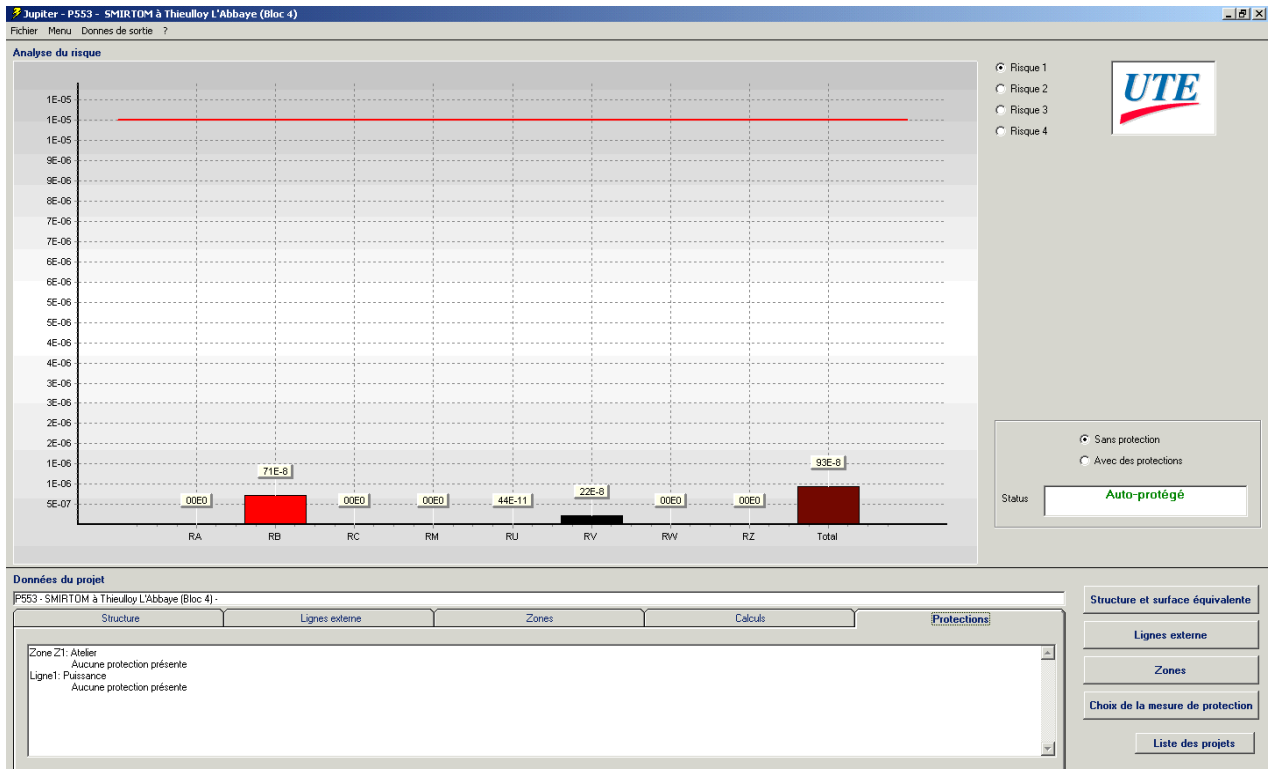 Jupiter - P553 - SMIRTOM à Thieulloy L'Abbaye (Bloc 4)
Fichier Menu Donnes de sortie ?
Analyse du risque
1E-05
1E-05
1E-05
9E-06
9E-06
8E-06
7E-06
7E-06
6E-06
6E-06
5E-06
5E-06
4E-06
4E-06
3E-06
3E-06
2E-06
2E-06
1E-06
1E-06
5E-07
00E0
71E-8
00E0
00E0
44E-11
22E-8
00E0
00E0
93E-8
RA RB RC RM RU RV RW RZ Total
Risque 1
Risque 2
Risque 3
Risque 4
UTE
Sans protection
Avec des protections
Status Auto-protégé
Données du projet
P553 - SMIRTOM à Thieulloy L'Abbaye (Bloc 4) -
Structure Lignes externe Zones Calculs Protections
Zone Z1: Atelier
Aucune protection présente
Ligne1: Puissance
Aucune protection présente
Structure et surface équivalente
Lignes externe
Zones
Choix de la mesure de protection
Liste des projets